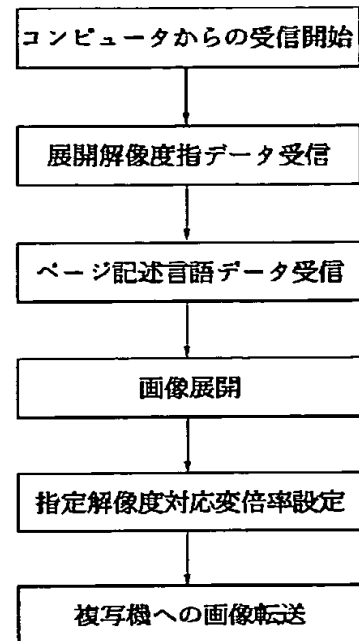 コンピュータからの受信開始
展開解像度指データ受信
ページ記述言語データ受信
画像展開
指定解像度対応変倍率設定
複写機への画像転送